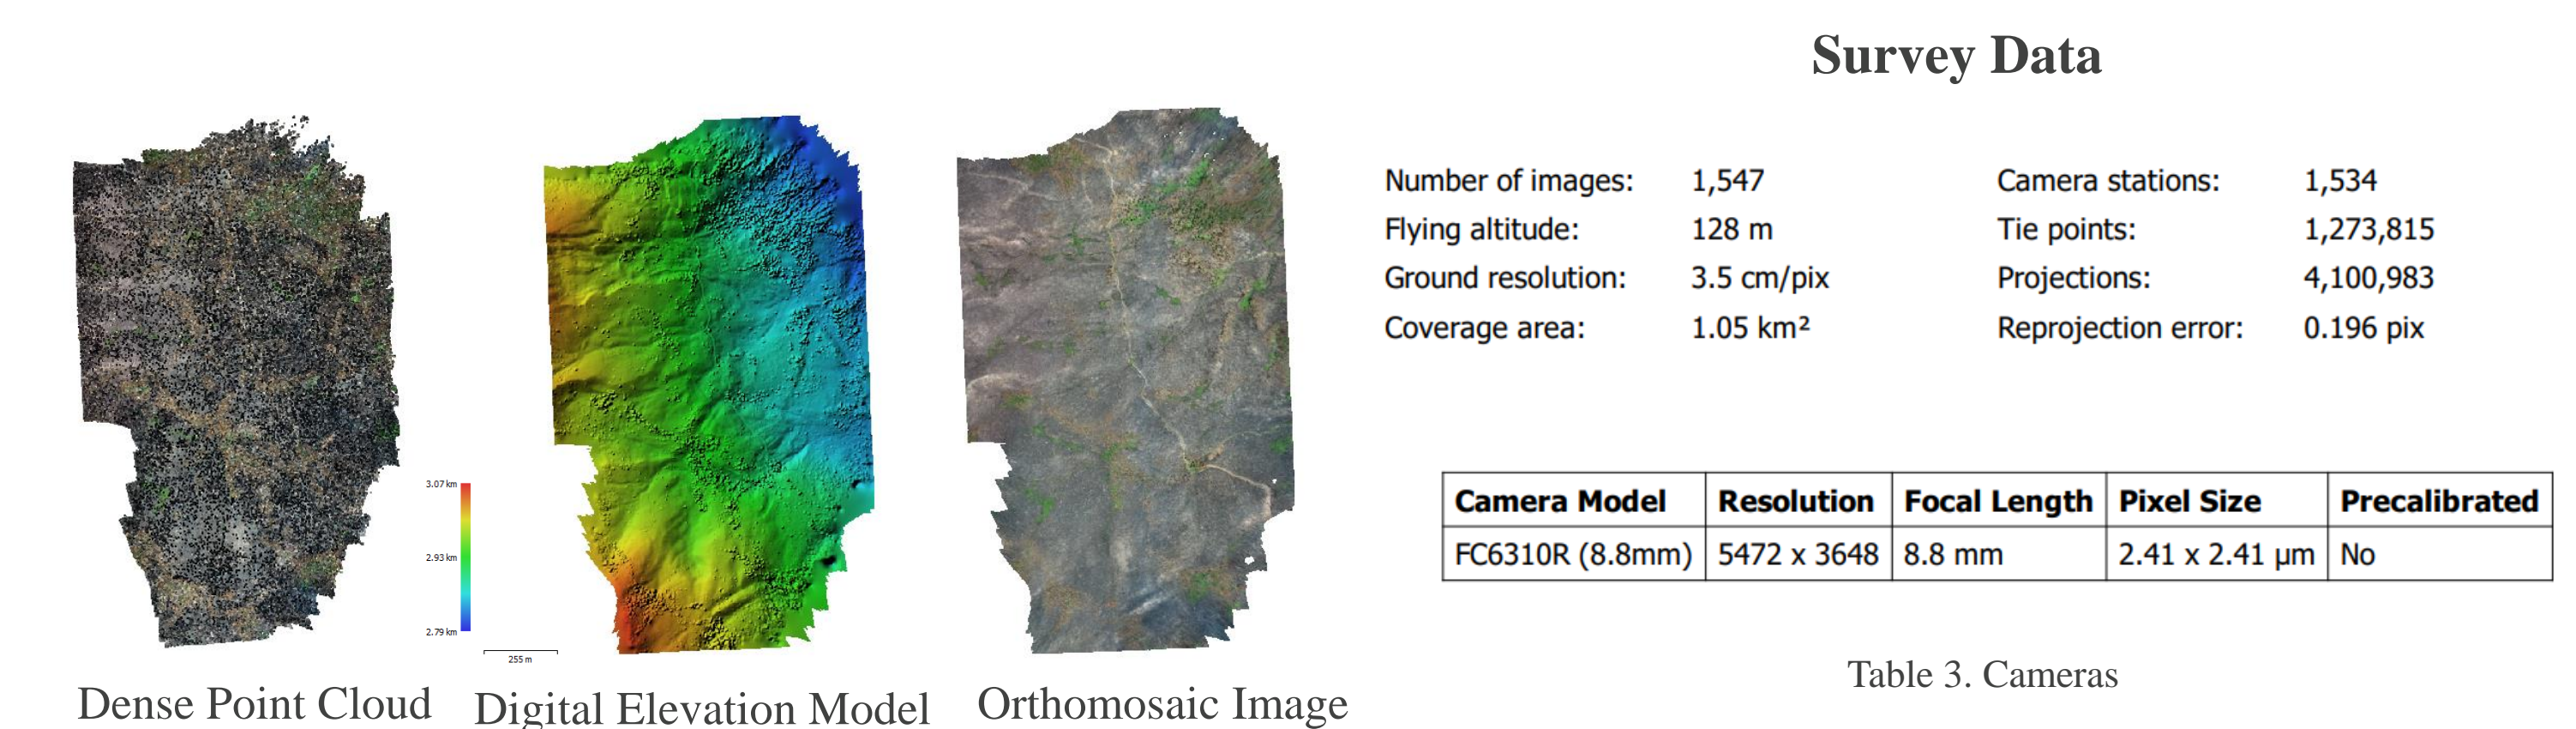 Survey Data
Number of images: 1,547 Camera stations: 1,534
Flying altitude: 128 m Tie points: 1,273,815
Ground resolution: 3.5 cm/pix Projections: 4,100,983
Coverage area: 1.05 km² Reprojection error: 0.196 pix
3.07 km
2.93 km
2.79 km
255 m
Dense Point Cloud
Digital Elevation Model
Orthomosaic Image
Camera Model Resolution Focal Length Pixel Size Precalibrated
FC6310R (8.8mm) 5472 x 3648 8.8 mm 2.41 x 2.41 μm No
Table 3. Cameras